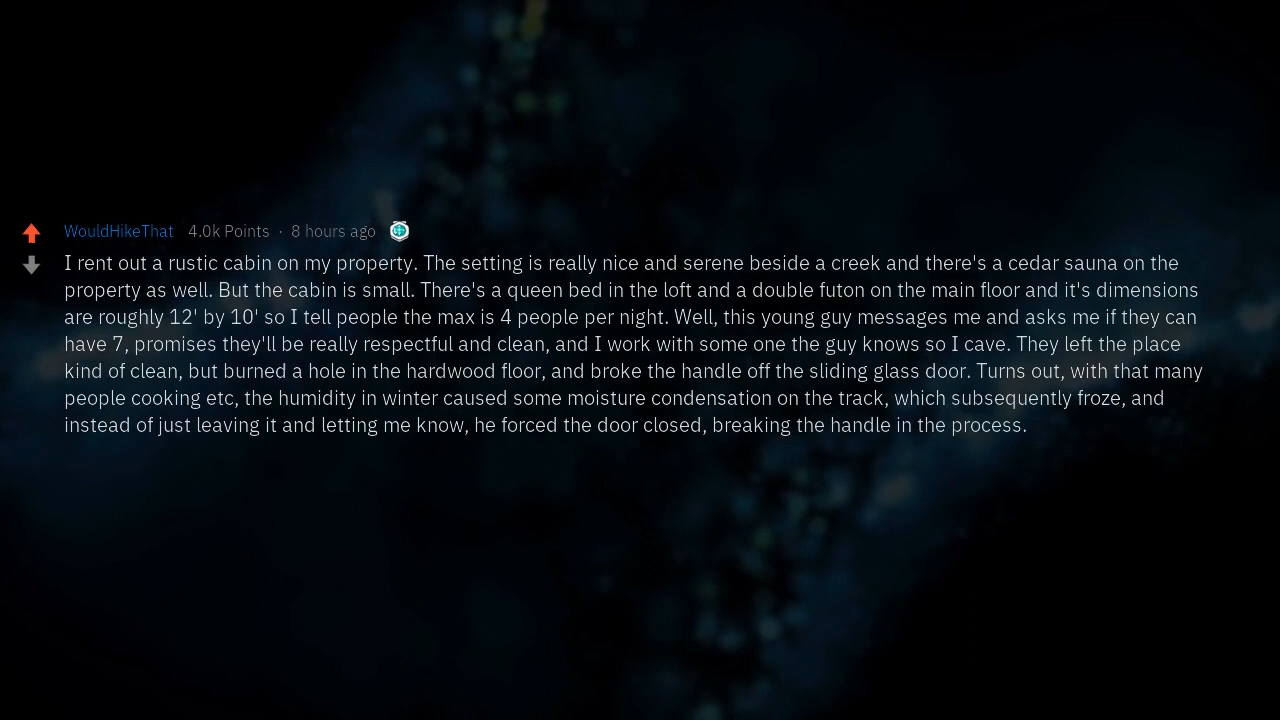 WouldHikeThat 4.0k Points · 8 hours ago
I rent out a rustic cabin on my property. The setting is really nice and serene beside a creek and there's a cedar sauna on the
property as well. But the cabin is small. There's a queen bed in the loft and a double futon on the main floor and it's dimensions
are roughly 12' by 10' so I tell people the max is 4 people per night. Well, this young guy messages me and asks me if they can
have 7, promises they'll be really respectful and clean, and I work with some one the guy knows so I cave. They left the place
kind of clean, but burned a hole in the hardwood floor, and broke the handle off the sliding glass door. Turns out, with that many
people cooking etc, the humidity in winter caused some moisture condensation on the track, which subsequently froze, and
instead of just leaving it and letting me know, he forced the door closed, breaking the handle in the process.